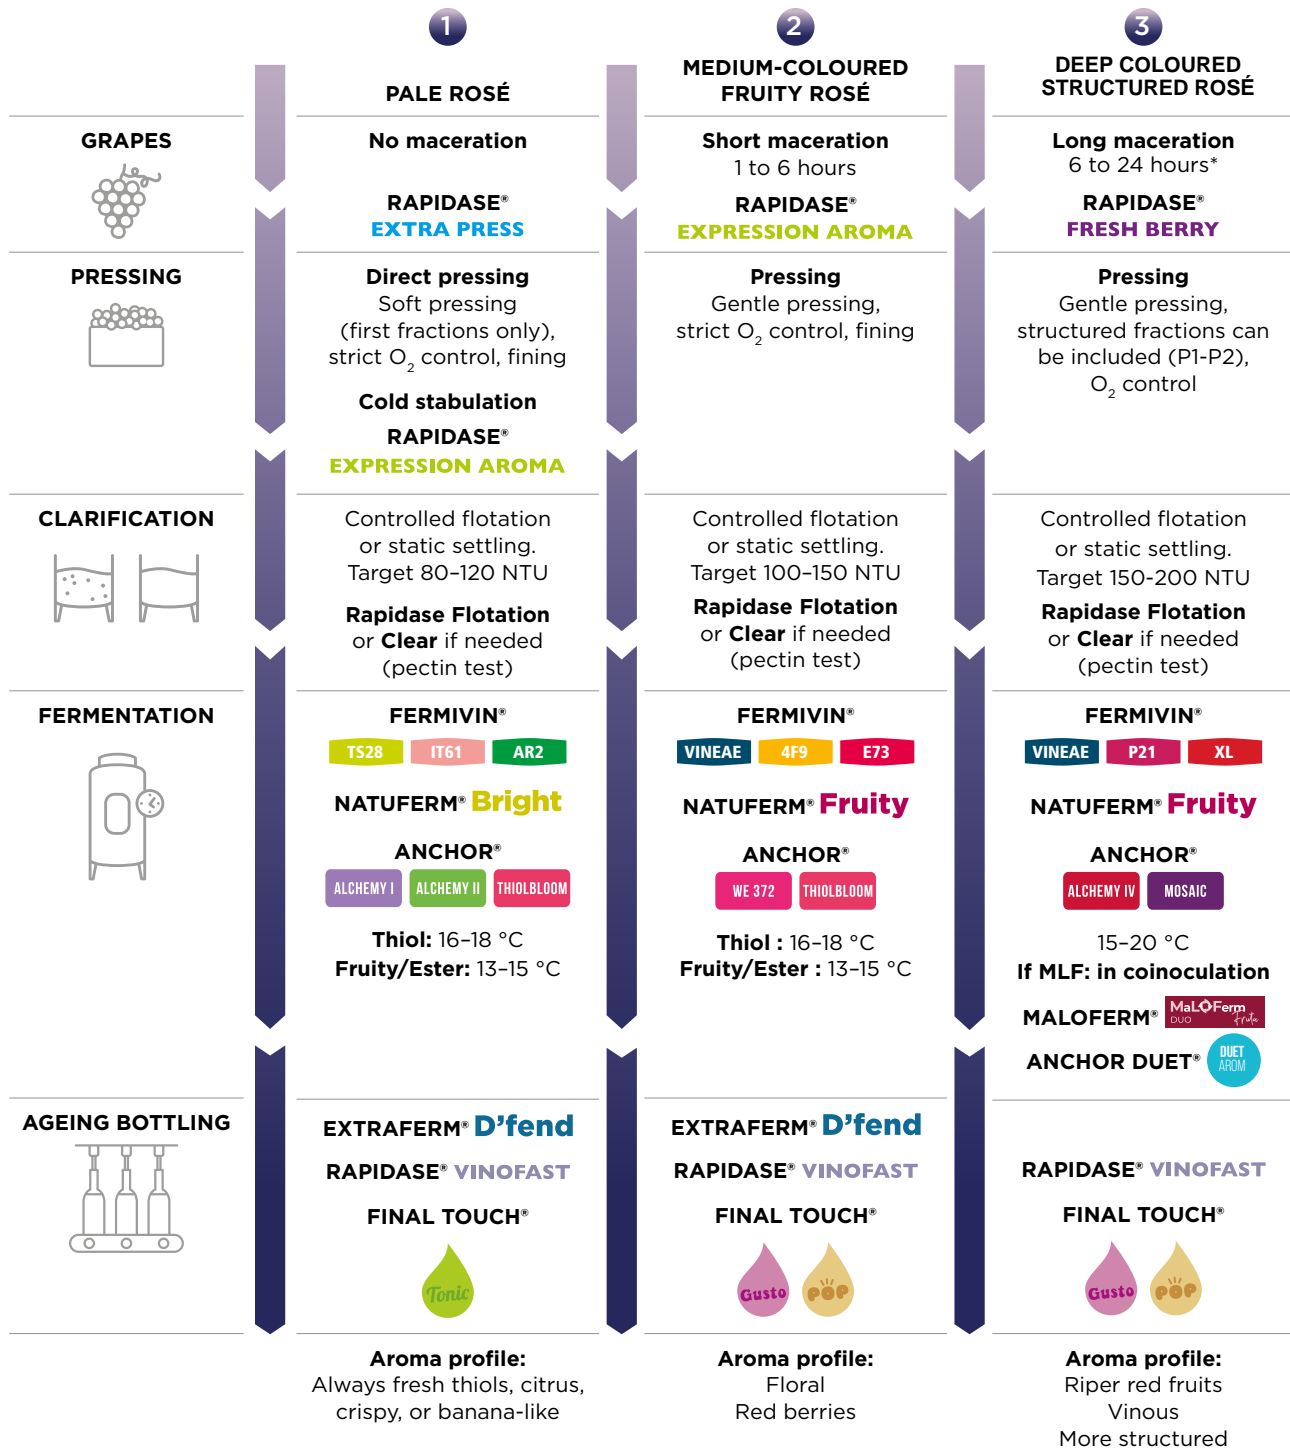 1
2
3
PALE ROSÉ
MEDIUM-COLOURED
FRUITY ROSÉ
DEEP COLOURED
STRUCTURED ROSÉ
GRAPES
No maceration
RAPIDASE®
EXTRA PRESS
Short maceration
1 to 6 hours
RAPIDASE®
EXPRESSION AROMA
Long maceration
6 to 24 hours*
RAPIDASE®
FRESH BERRY
PRESSING
Direct pressing
Soft pressing
(first fractions only),
strict O2 control, fining
Cold stabulation
RAPIDASE®
EXPRESSION AROMA
Pressing
Gentle pressing,
strict O2 control, fining
Pressing
Gentle pressing,
structured fractions can
be included (P1-P2),
O2 control
CLARIFICATION
Controlled flotation
or static settling.
Target 80–120 NTU
Rapidase Flotation
or Clear if needed
(pectin test)
Controlled flotation
or static settling.
Target 100–150 NTU
Rapidase Flotation
or Clear if needed
(pectin test)
Controlled flotation
or static settling.
Target 150-200 NTU
Rapidase Flotation
or Clear if needed
(pectin test)
FERMENTATION
FERMIVIN®
TS28 IT61 AR2
NATUFERM® Bright
ANCHOR®
ALCHEMY I ALCHEMY II THIOLBLOOM
Thiol: 16–18 °C
Fruity/Ester: 13–15 °C
FERMIVIN®
VINEAE 4F9 E73
NATUFERM® Fruity
ANCHOR®
WE 372 THIOLBLOOM
Thiol : 16–18 °C
Fruity/Ester : 13–15 °C
FERMIVIN®
VINEAE P21 XL
NATUFERM® Fruity
ANCHOR®
ALCHEMY IV MOSAIC
15–20 °C
If MLF: in coinoculation
MALOFERM® MaLOFerm
DUO Fruitie
ANCHOR DUET® DUET
AROM
AGEING BOTTLING
EXTRAFERM® D’fend
RAPIDASE® VINOFAST
FINAL TOUCH®
Tonic
EXTRAFERM® D’fend
RAPIDASE® VINOFAST
FINAL TOUCH®
Gusto POP
RAPIDASE® VINOFAST
FINAL TOUCH®
Gusto POP
Aroma profile:
Always fresh thiols, citrus,
crispy, or banana-like
Aroma profile:
Floral
Red berries
Aroma profile:
Riper red fruits
Vinous
More structured